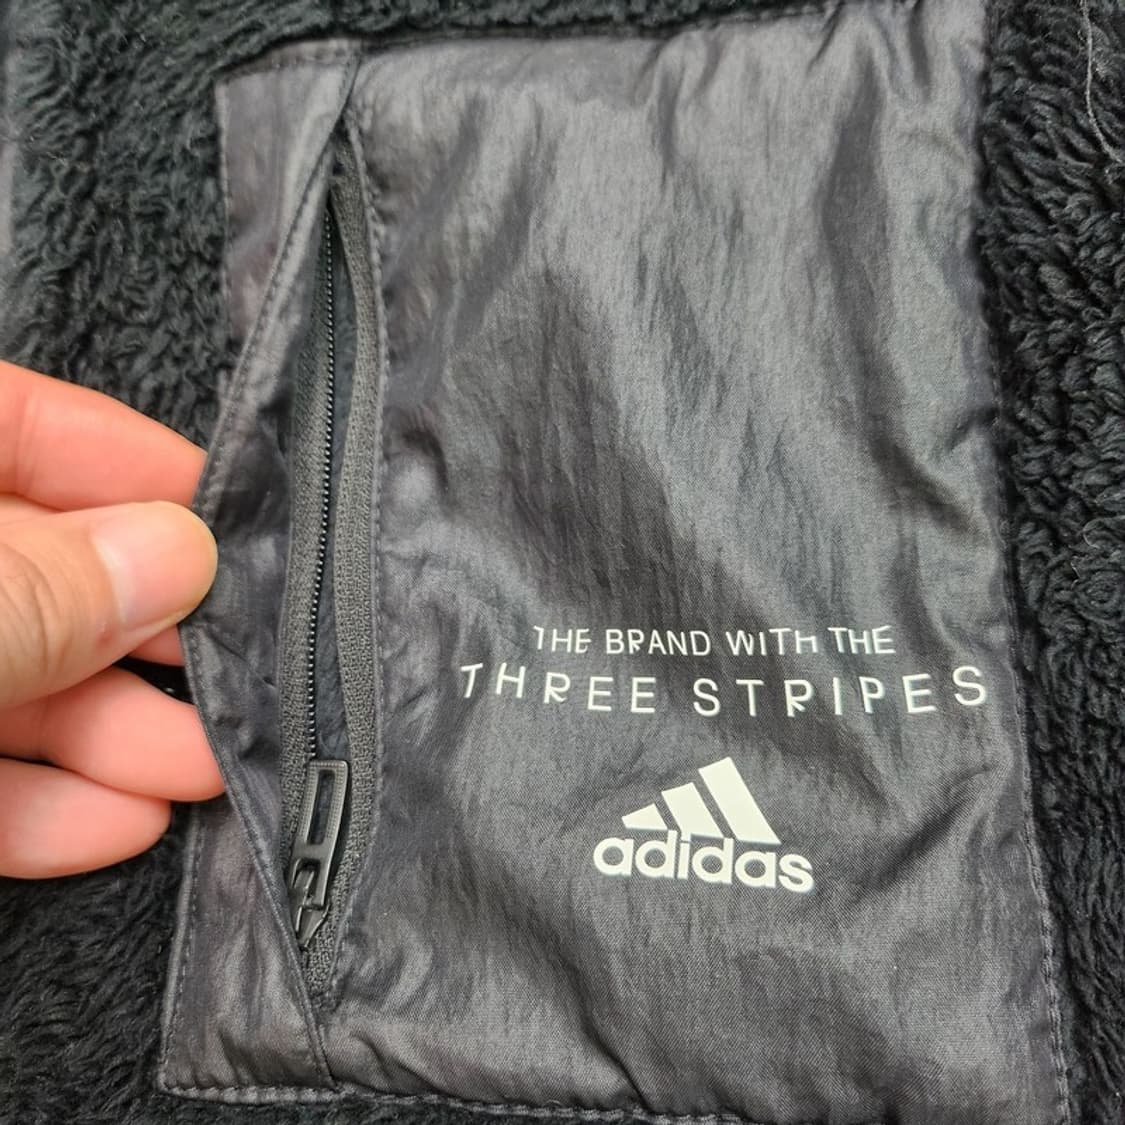 THE BRAND WITH THE
THREE STRIPES
adidas